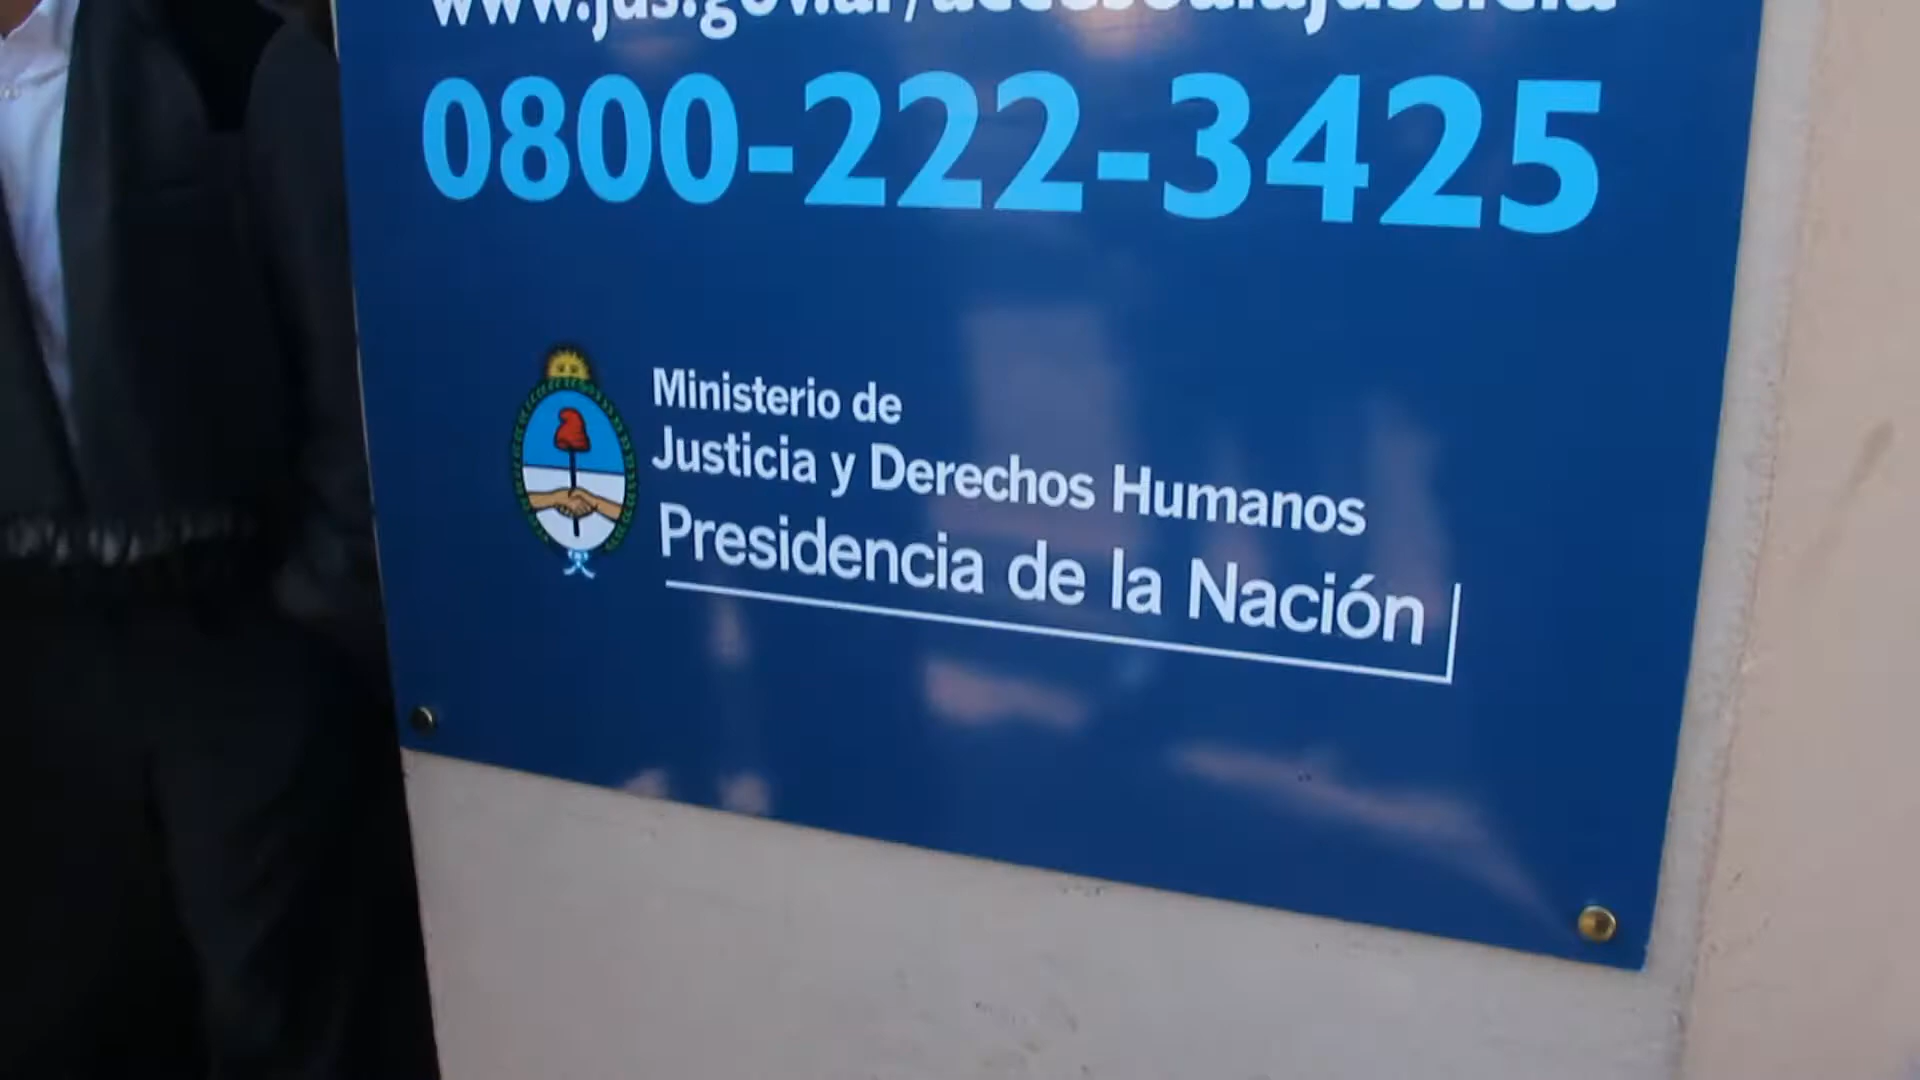 www.jus.gov.ar/accesoalajusticia
0800-222-3425
Ministerio de
Justicia y Derechos Humanos
Presidencia de la Nación